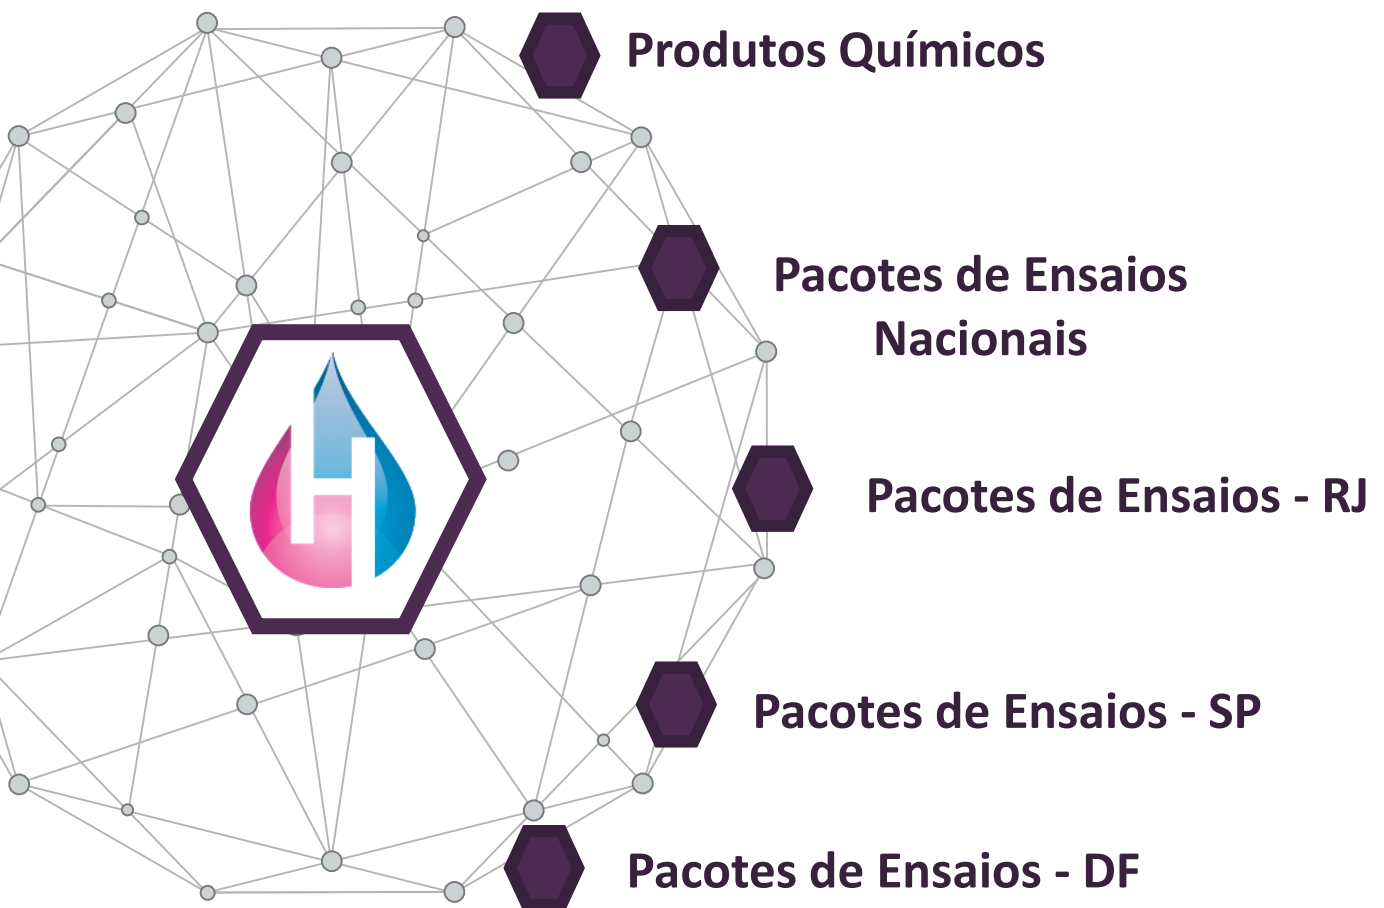 Produtos Químicos
Pacotes de Ensaios
Nacionais
H
Pacotes de Ensaios - RJ
Pacotes de Ensaios - SP
Pacotes de Ensaios - DF